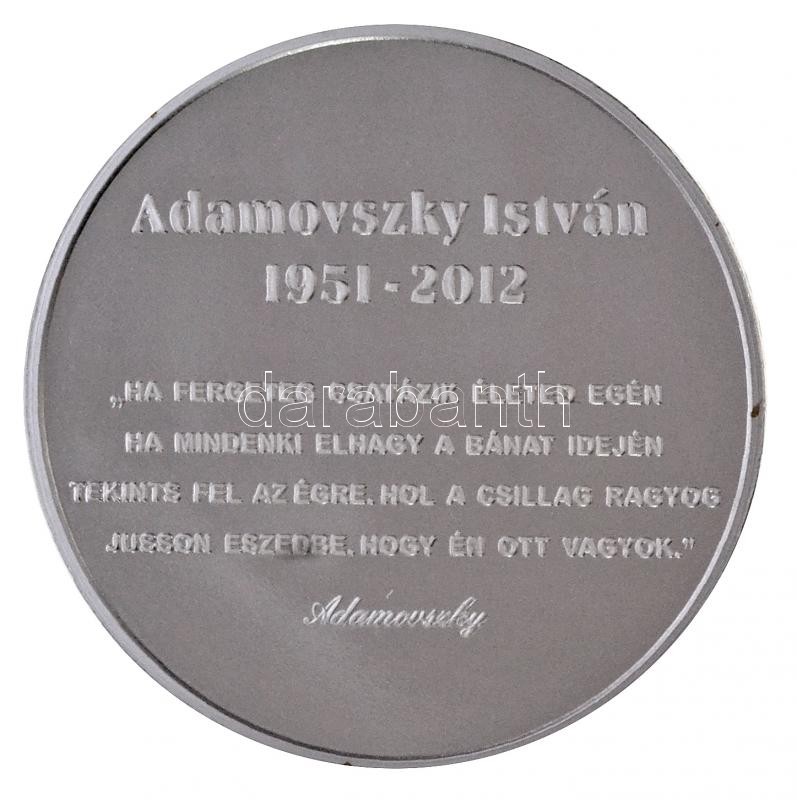 Adamovszky István
1951-2012
„HA FERGETEG CSATÁZIK ÉLETED EGÉN
darabanth
HA MINDENKI ELHAGY A BÁNAT IDEJÉN
TEKINTS FEL AZ ÉGRE, HOL A CSILLAG RAGYOG
JUSSON ESZEDBE, HOGY ÉN OTT VAGYOK."
Adamovszky